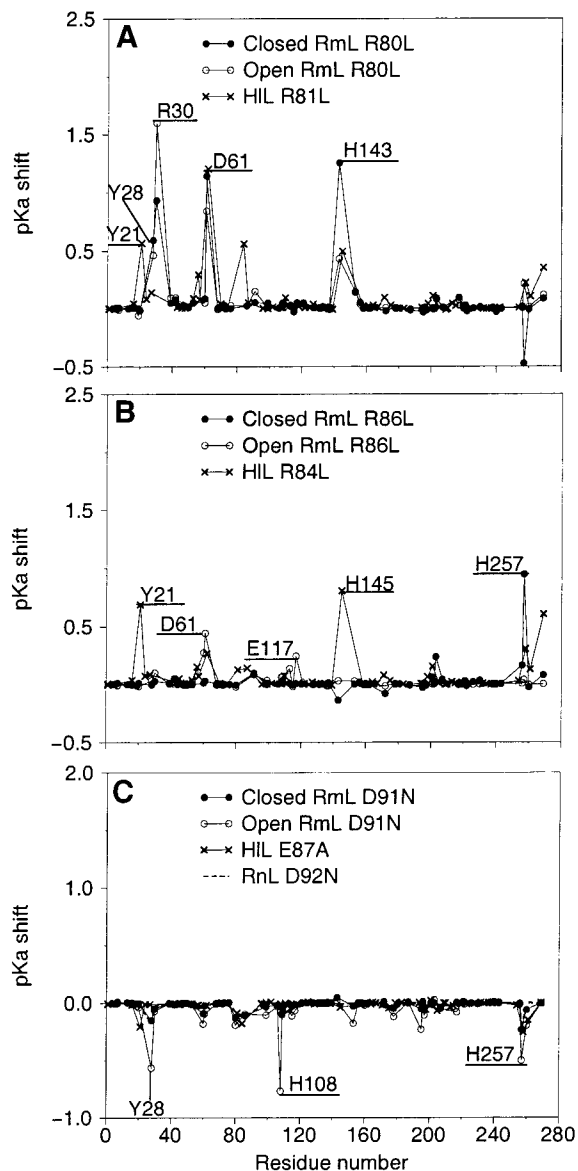 A
Closed RmL R80L
Open RmL R80L
HlL R81L
R30
D61
H143
Y28
Y21
pKa shift
2.5
1.5
0.5
−0.5
B
Closed RmL R86L
Open RmL R86L
HlL R84L
Y21
D61
E117
H145
H257
pKa shift
2.5
1.5
0.5
−0.5
C
Closed RmL D91N
Open RmL D91N
HlL E87A
RnL D92N
Y28
H108
H257
pKa shift
2.0
1.0
0.0
−1.0
0 40 80 120 160 200 240 280
Residue number